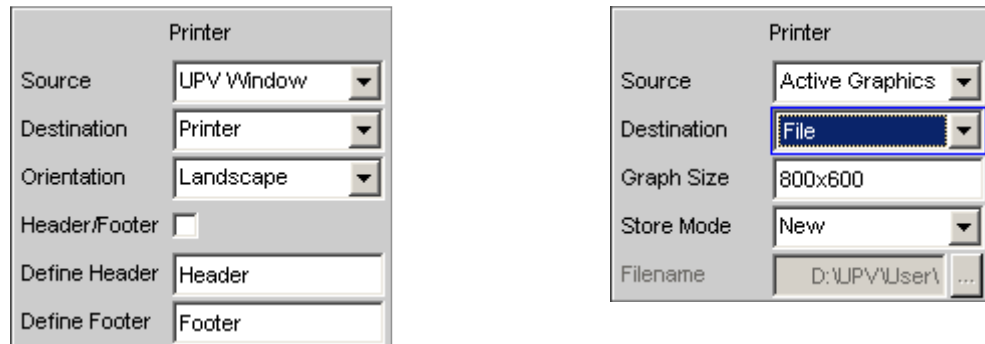 Printer
Source UPV Window
Destination Printer
Orientation Landscape
Header/Footer
Define Header Header
Define Footer Footer
Printer
Source Active Graphics
Destination File
Graph Size 800x600
Store Mode New
Filename D:\UPV\User\ ...